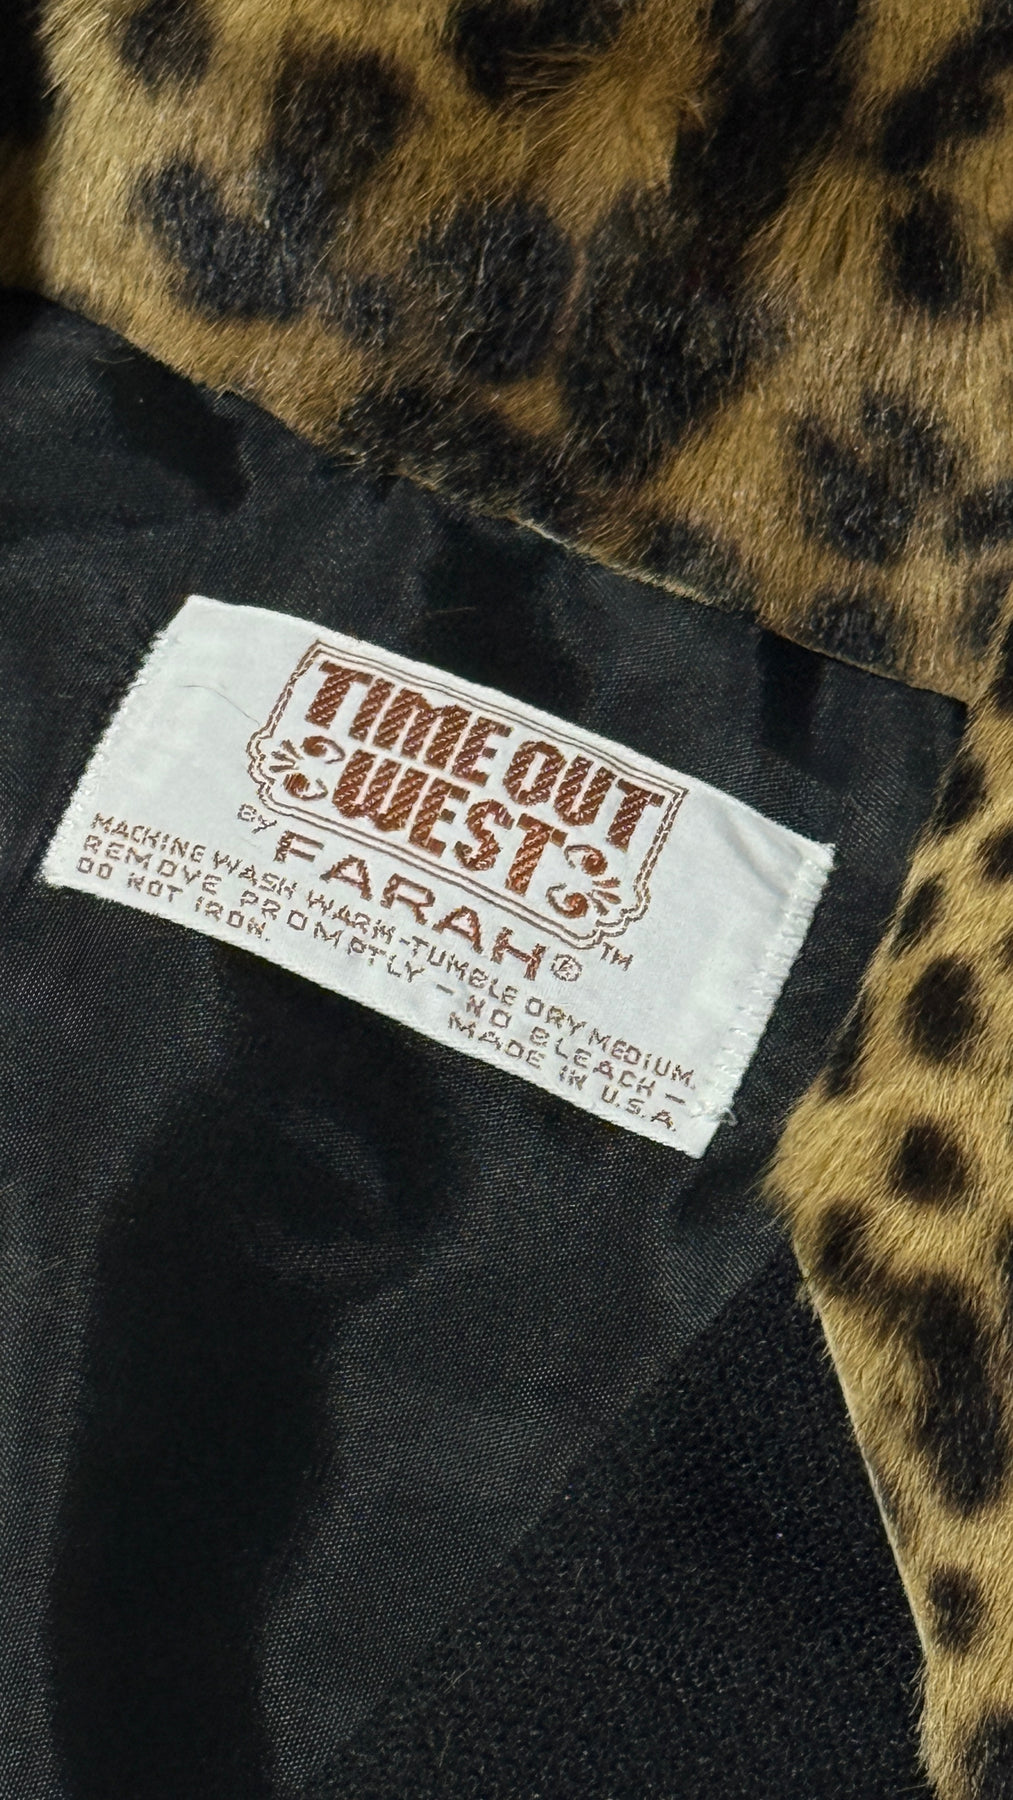 TIME OUT
WEST
BY
FARAH® ™
MACHINE WASH WARM-TUMBLE DRY MEDIUM.
REMOVE PROMPTLY - NO BLEACH -
DO NOT IRON. MADE IN U.S.A.